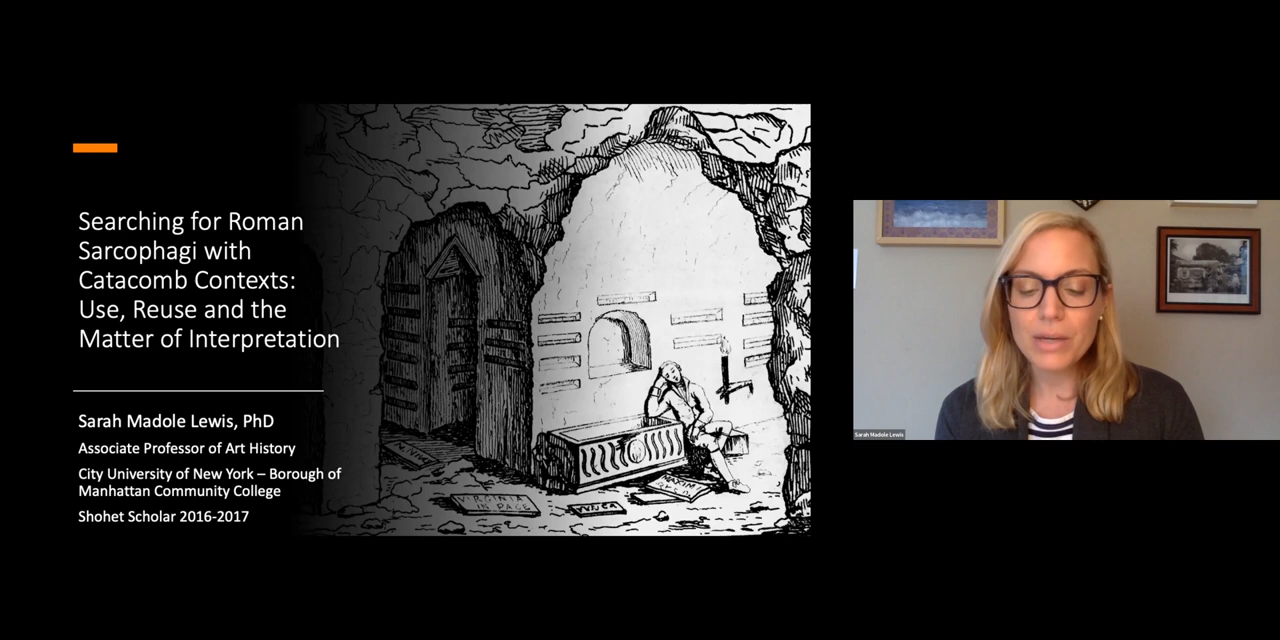 Searching for Roman
Sarcophagi with
Catacomb Contexts:
Use, Reuse and the
Matter of Interpretation
Sarah Madole Lewis, PhD
Associate Professor of Art History
City University of New York – Borough of
Manhattan Community College
Shohet Scholar 2016-2017
VIRGINIA
IN PACE
MAXIM
Sarah Madole Lewis